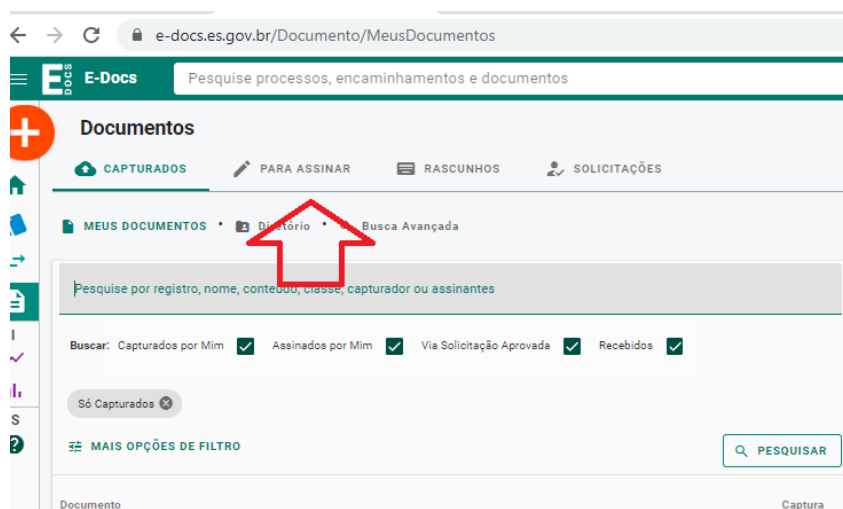 e-docs.es.gov.br/Documento/MeusDocumentos
E DOCS E-Docs Pesquise processos, encaminhamentos e documentos
Documentos
CAPTURADOS PARA ASSINAR RASCUNHOS SOLICITAÇÕES
MEUS DOCUMENTOS • Diretório • Busca Avançada
Pesquise por registro, nome, conteúdo, classe, capturador ou assinantes
Buscar: Capturados por Mim Assinados por Mim Via Solicitação Aprovada Recebidos
Só Capturados
MAIS OPÇÕES DE FILTRO
PESQUISAR
Documento Captura